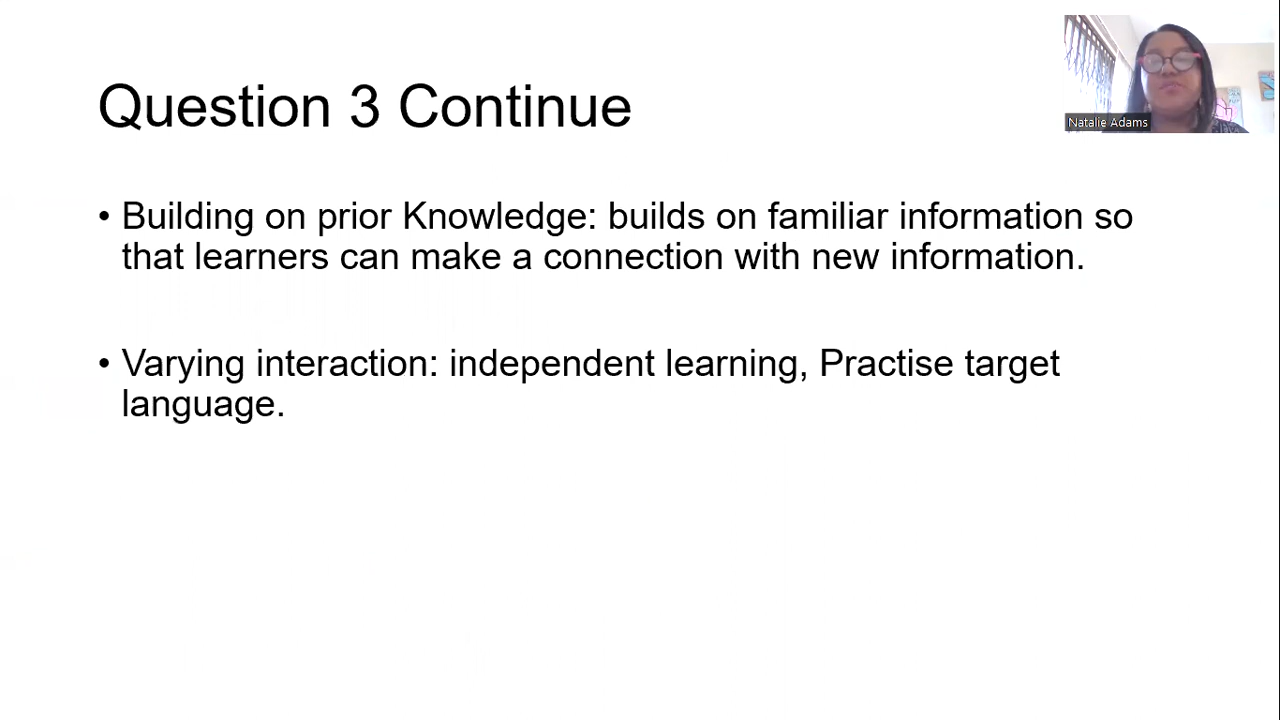 Question 3 Continue
Natalie Adams
• Building on prior Knowledge: builds on familiar information so
that learners can make a connection with new information.
• Varying interaction: independent learning, Practise target
language.